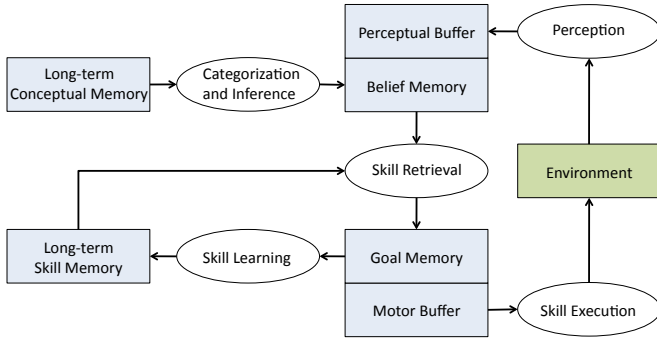 Perceptual Buffer
Perception
Long-term
Conceptual Memory
Categorization
and Inference
Belief Memory
Skill Retrieval
Environment
Long-term
Skill Memory
Skill Learning
Goal Memory
Motor Buffer
Skill Execution